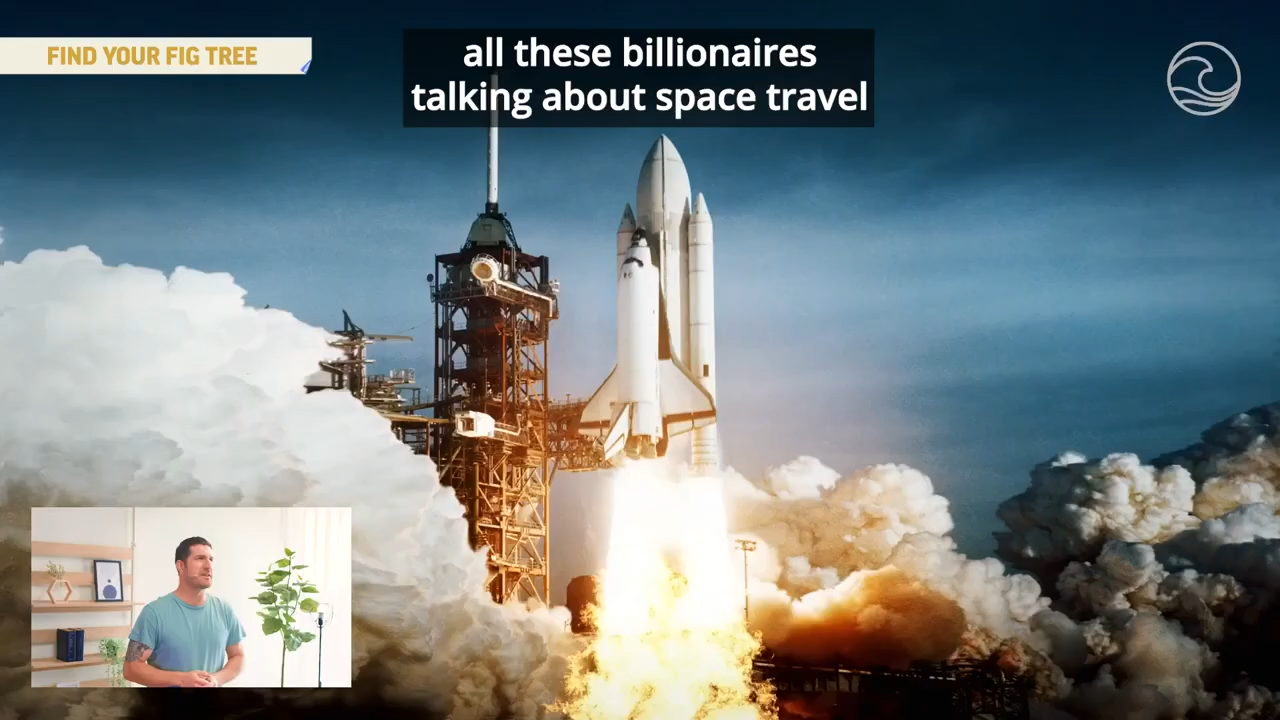 FIND YOUR FIG TREE
all these billionaires
talking about space travel